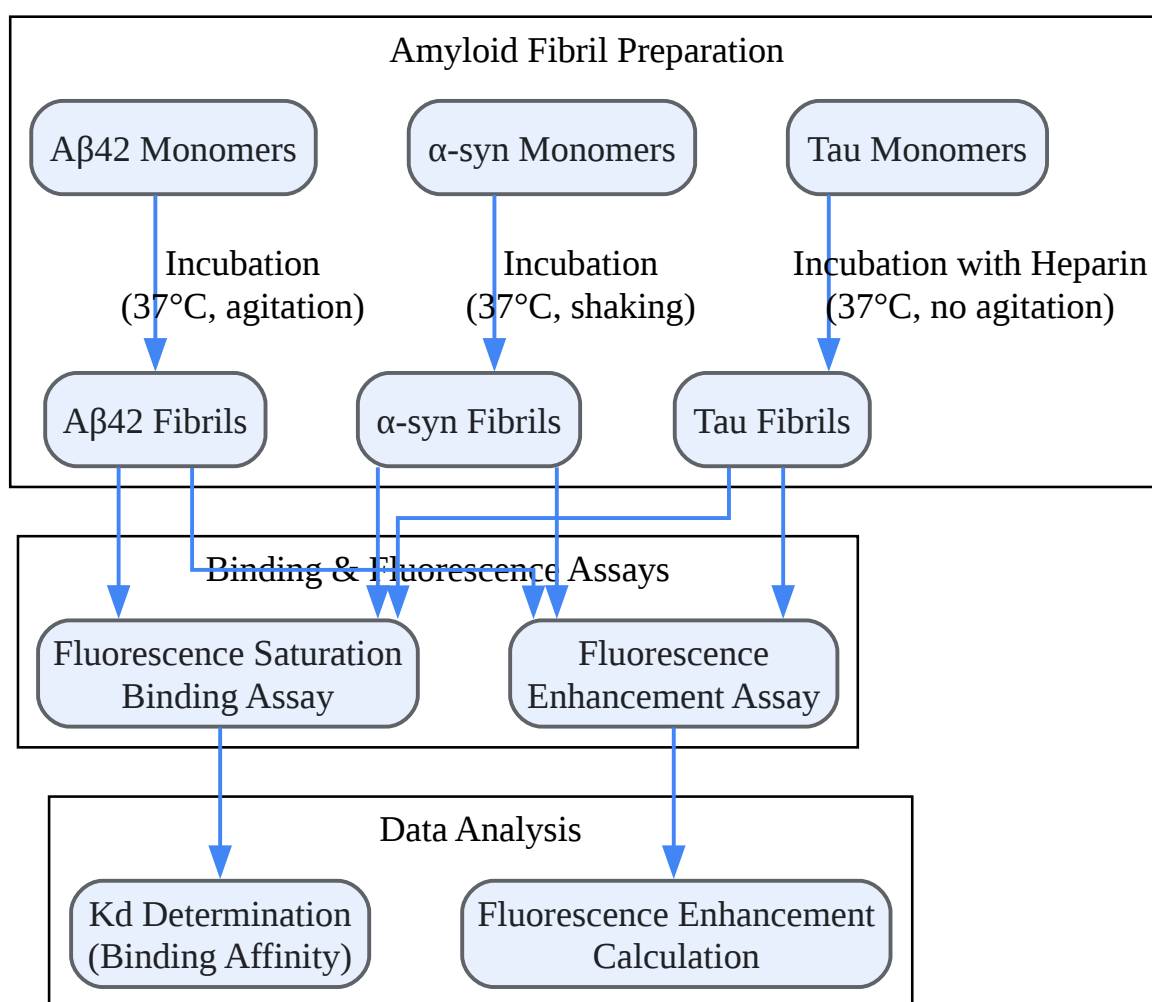 Amyloid Fibril Preparation
Aβ42 Monomers
α-syn Monomers
Tau Monomers
Incubation
(37°C, agitation)
Incubation
(37°C, shaking)
Incubation with Heparin
(37°C, no agitation)
Aβ42 Fibrils
α-syn Fibrils
Tau Fibrils
Binding & Fluorescence Assays
Fluorescence Saturation
Binding Assay
Fluorescence
Enhancement Assay
Data Analysis
Kd Determination
(Binding Affinity)
Fluorescence Enhancement
Calculation